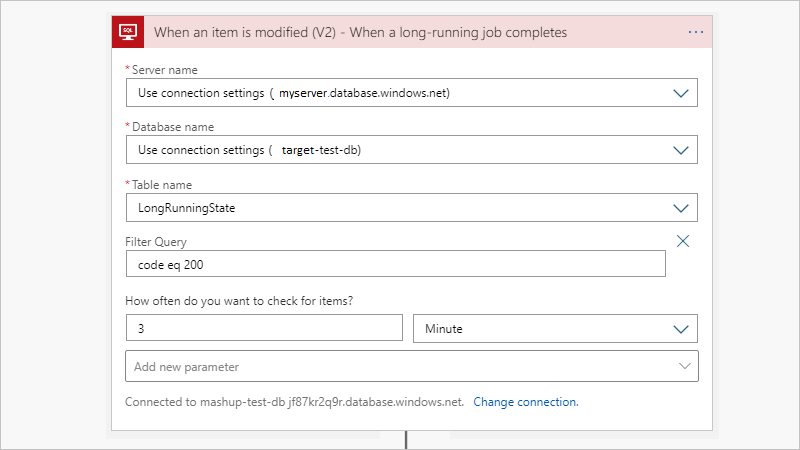 SQL
When an item is modified (V2) - When a long-running job completes
...
*Server name
Use connection settings ( myserver.database.windows.net)
*Database name
Use connection settings ( target-test-db)
*Table name
LongRunningState
Filter Query
code eq 200
How often do you want to check for items?
3 Minute
Add new parameter
Connected to mashup-test-db jf87kr2q9r.database.windows.net. Change connection.